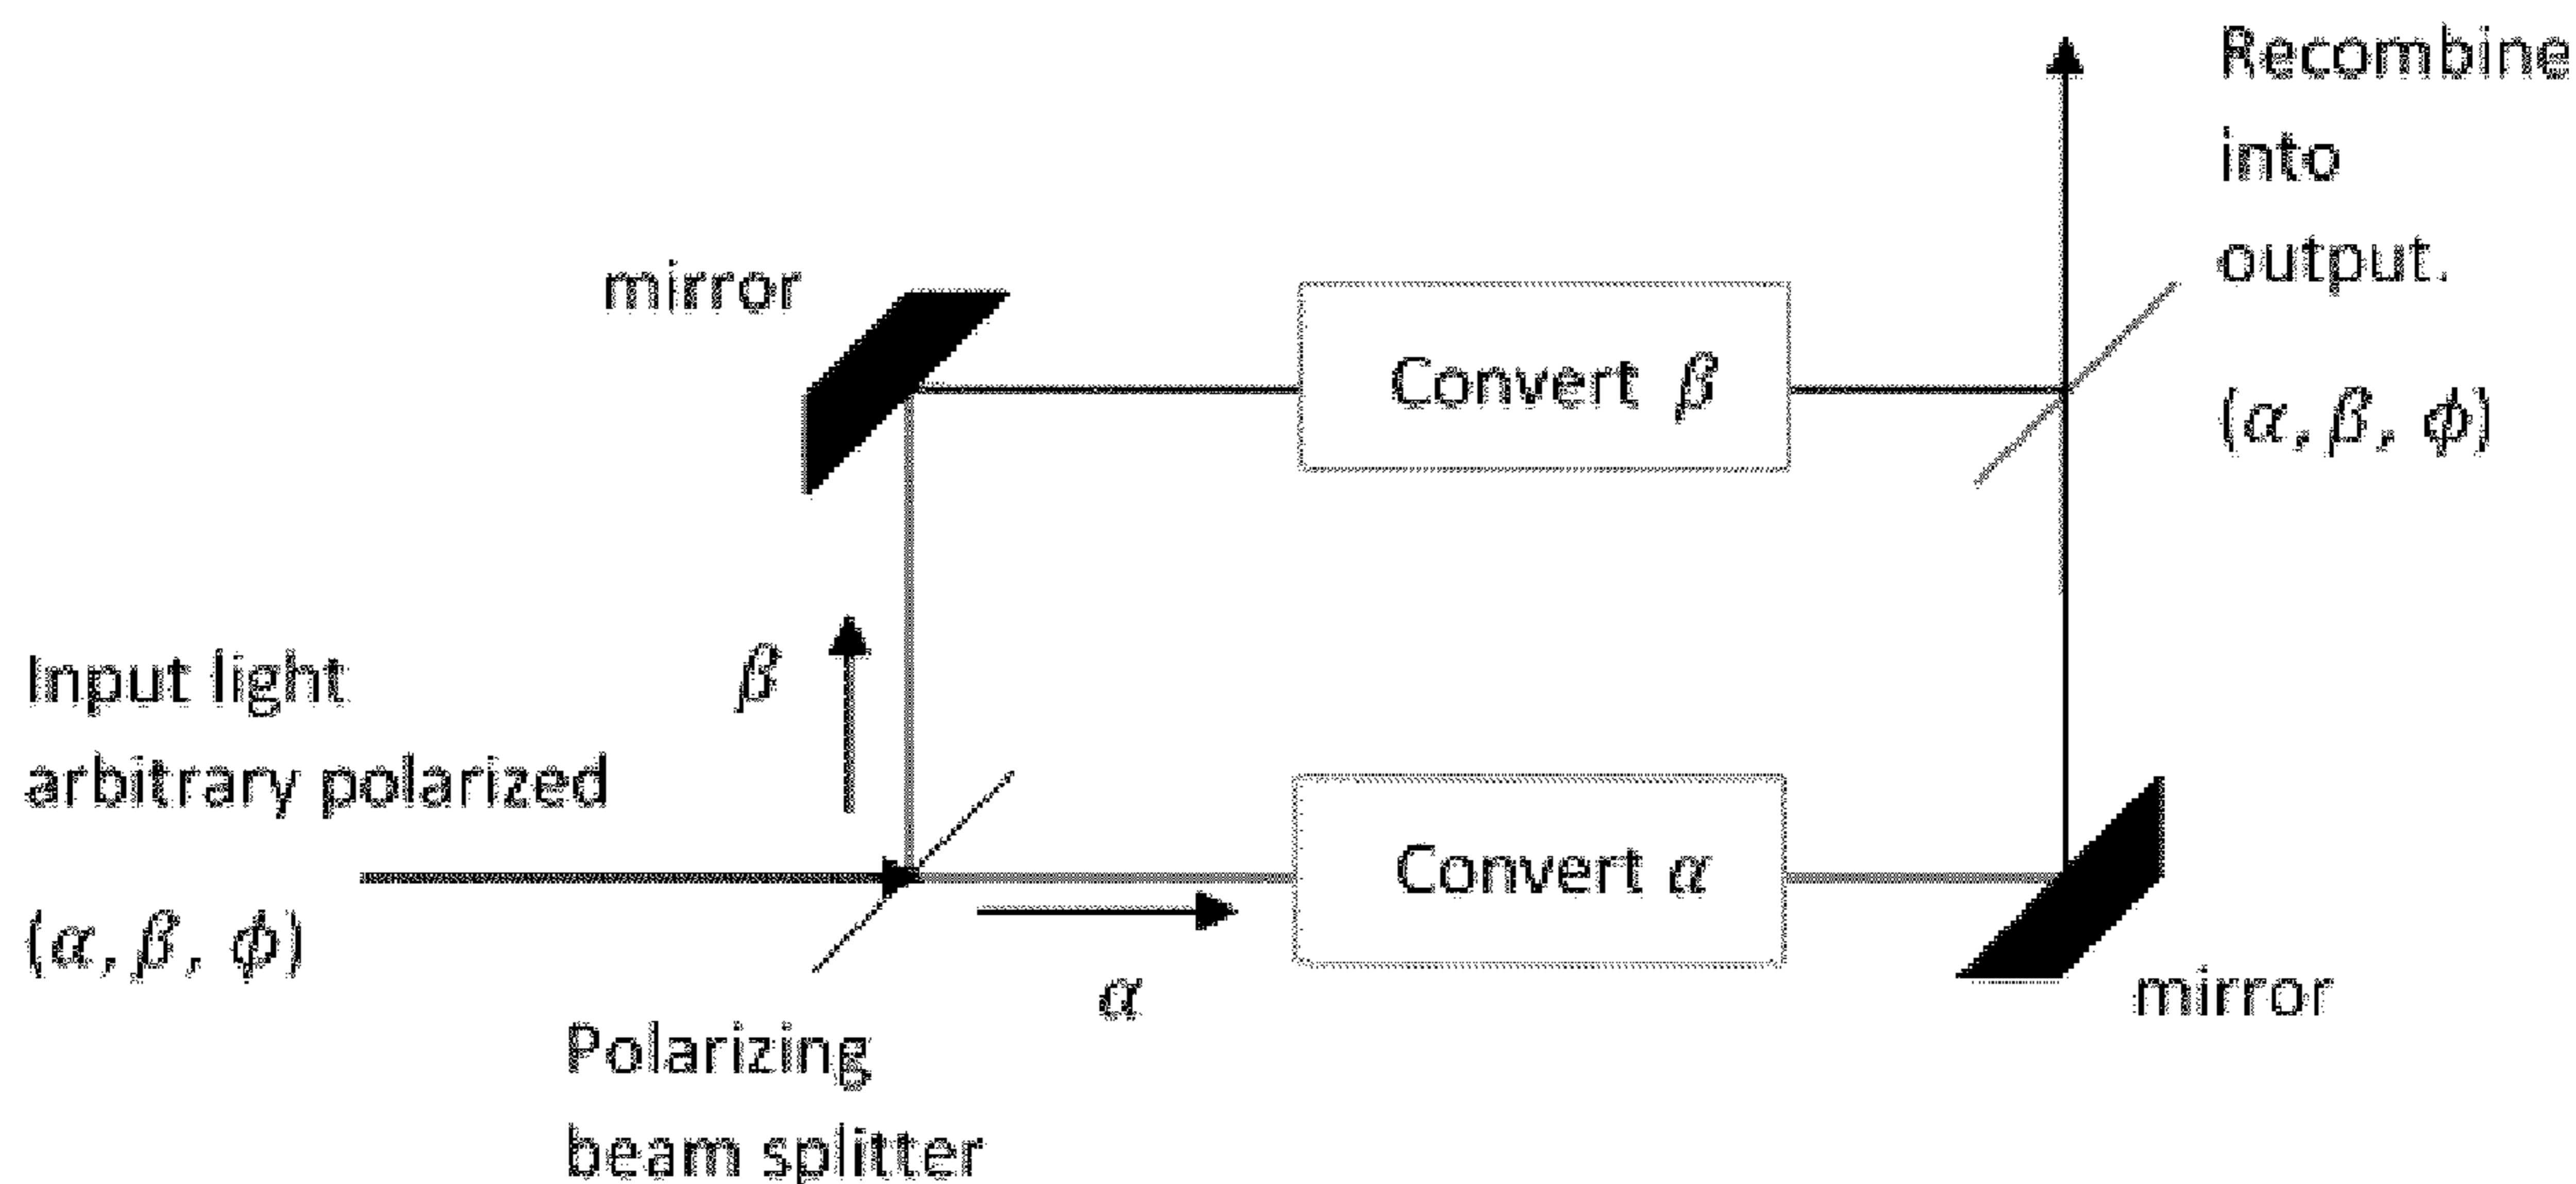 Recombine
into
output.
(α, β, ϕ)
mirror
Convert β
β
Input light
arbitrary polarized
(α, β, ϕ)
Convert α
α
mirror
Polarizing
beam splitter